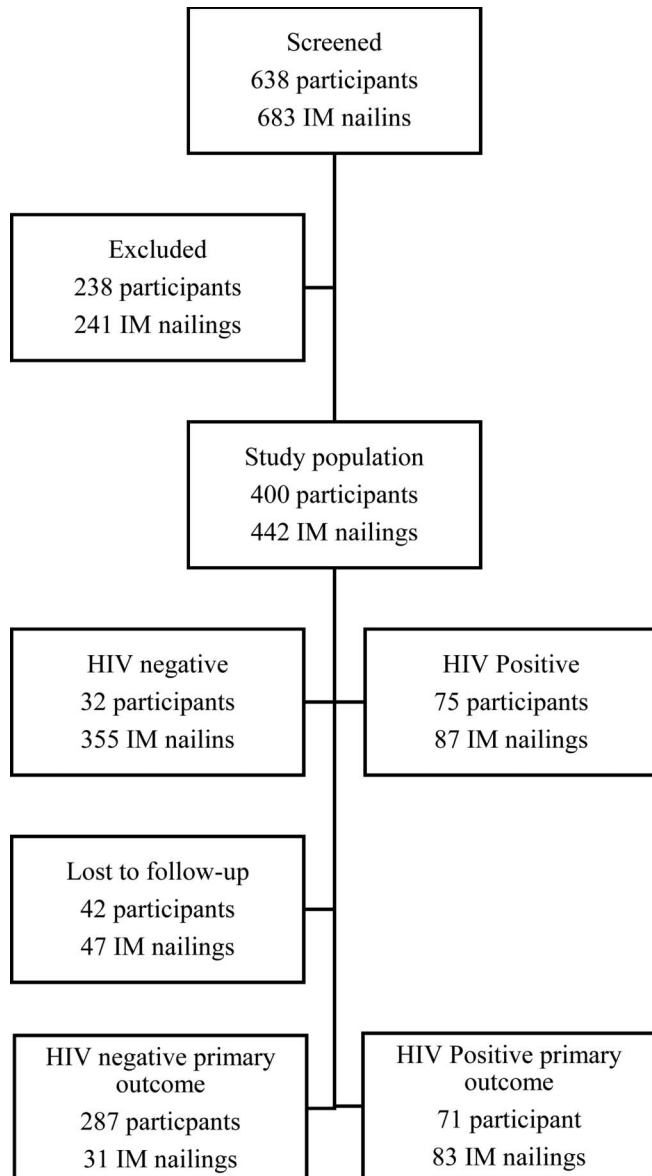 Screened
638 participants
683 IM nailins
Excluded
238 participants
241 IM nailings
Study population
400 participants
442 IM nailings
HIV negative
32 participants
355 IM nailins
HIV Positive
75 participants
87 IM nailings
Lost to follow-up
42 participants
47 IM nailings
HIV negative primary
outcome
287 particpants
31 IM nailings
HIV Positive primary
outcome
71 participant
83 IM nailings